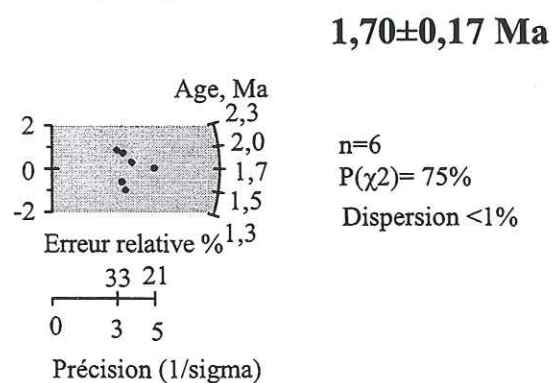 1,70±0,17 Ma
Age, Ma
2,3
2
2,0
0
1,7
1,5
-2
1,3
Erreur relative %
33 21
0 3 5
Précision (1/sigma)
n=6
P(χ2)= 75%
Dispersion <1%